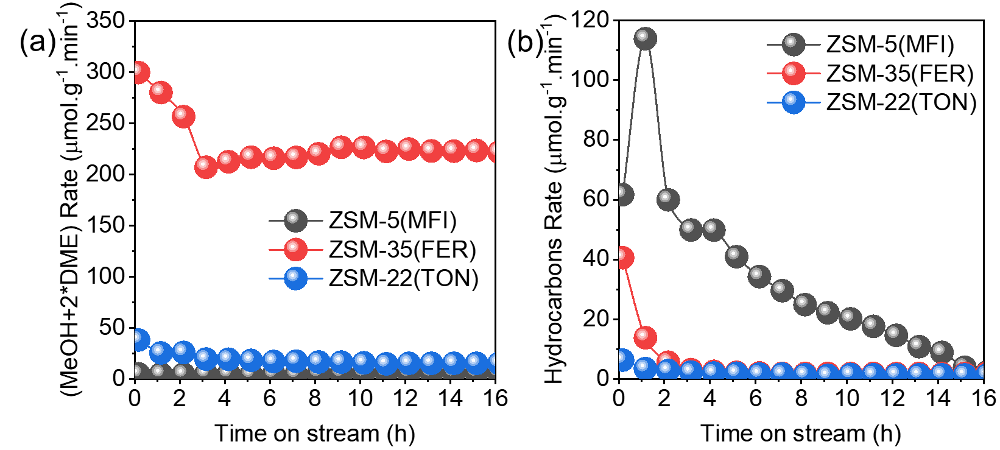 (a)
(MeOH+2*DME) Rate (μmol.g⁻¹.min⁻¹)
350
300
250
200
150
100
50
0
ZSM-5(MFI)
ZSM-35(FER)
ZSM-22(TON)
0 2 4 6 8 10 12 14 16
Time on stream (h)
(b)
Hydrocarbons Rate (μmol.g⁻¹.min⁻¹)
120
100
80
60
40
20
0
ZSM-5(MFI)
ZSM-35(FER)
ZSM-22(TON)
0 2 4 6 8 10 12 14 16
Time on stream (h)